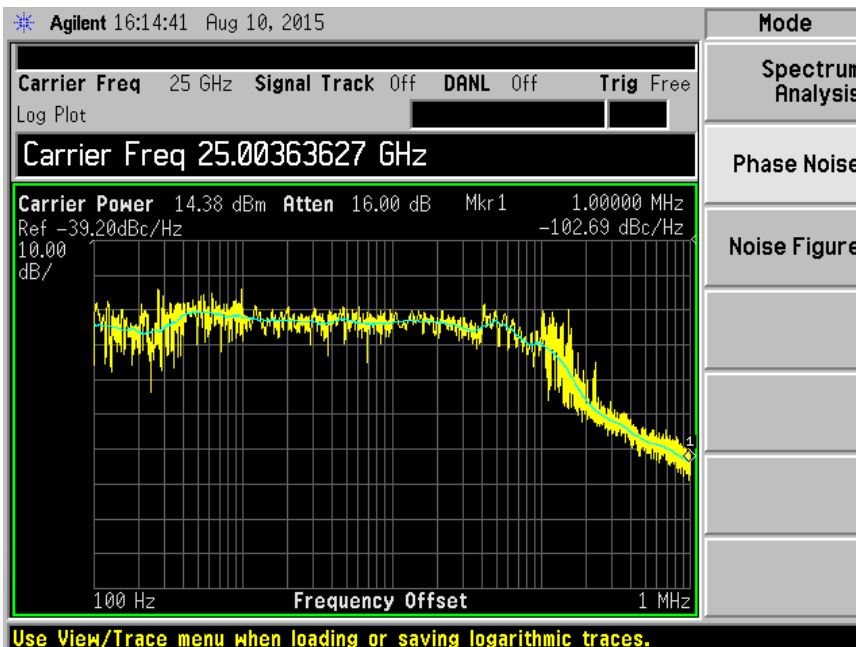 Agilent 16:14:41 Aug 10, 2015
Mode
Carrier Freq 25 GHz Signal Track Off DANL Off Trig Free
Log Plot
Carrier Freq 25.00363627 GHz
Carrier Power 14.38 dBm Atten 16.00 dB Mkr1 1.00000 MHz
Ref -39.20dBc/Hz -102.69 dBc/Hz
10.00
dB/
1
100 Hz Frequency Offset 1 MHz
Spectrum
Analysis
Phase Noise
Noise Figure
Use View/Trace menu when loading or saving logarithmic traces.